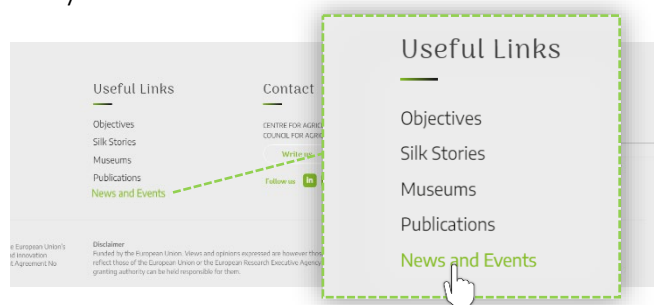 Useful Links
Objectives
Silk Stories
Museums
Publications
News and Events
Contact
CENTRE FOR AGRIC
COUNCIL FOR AGRIC
Write us
Follow us in
Useful Links
Objectives
Silk Stories
Museums
Publications
News and Events
e European Union's
nd innovation
t Agreement No
Disclaimer
Funded by the European Union. Views and opinions expressed are however thos
reflect those of the European Union or the European Research Executive Agency
granting authority can be held responsible for them.